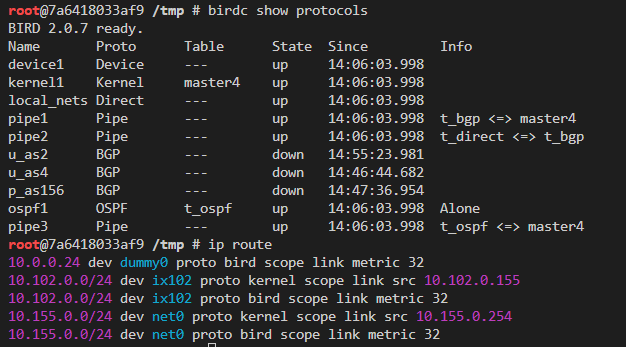 root@7a6418033af9 /tmp # birdc show protocols
BIRD 2.0.7 ready.
Name       Proto      Table      State  Since         Info
device1    Device     ---        up     14:06:03.998
kernel1    Kernel     master4    up     14:06:03.998
local_nets Direct     ---        up     14:06:03.998
pipe1      Pipe       ---        up     14:06:03.998  t_bgp <=> master4
pipe2      Pipe       ---        up     14:06:03.998  t_direct <=> t_bgp
u_as2      BGP        ---        down   14:55:23.981
u_as4      BGP        ---        down   14:46:44.682
p_as156    BGP        ---        down   14:47:36.954
ospf1      OSPF       t_ospf     up     14:06:03.998  Alone
pipe3      Pipe       ---        up     14:06:03.998  t_ospf <=> master4
root@7a6418033af9 /tmp # ip route
10.0.0.24 dev dummy0 proto bird scope link metric 32
10.102.0.0/24 dev ix102 proto kernel scope link src 10.102.0.155
10.102.0.0/24 dev ix102 proto bird scope link metric 32
10.155.0.0/24 dev net0 proto kernel scope link src 10.155.0.254
10.155.0.0/24 dev net0 proto bird scope link metric 32